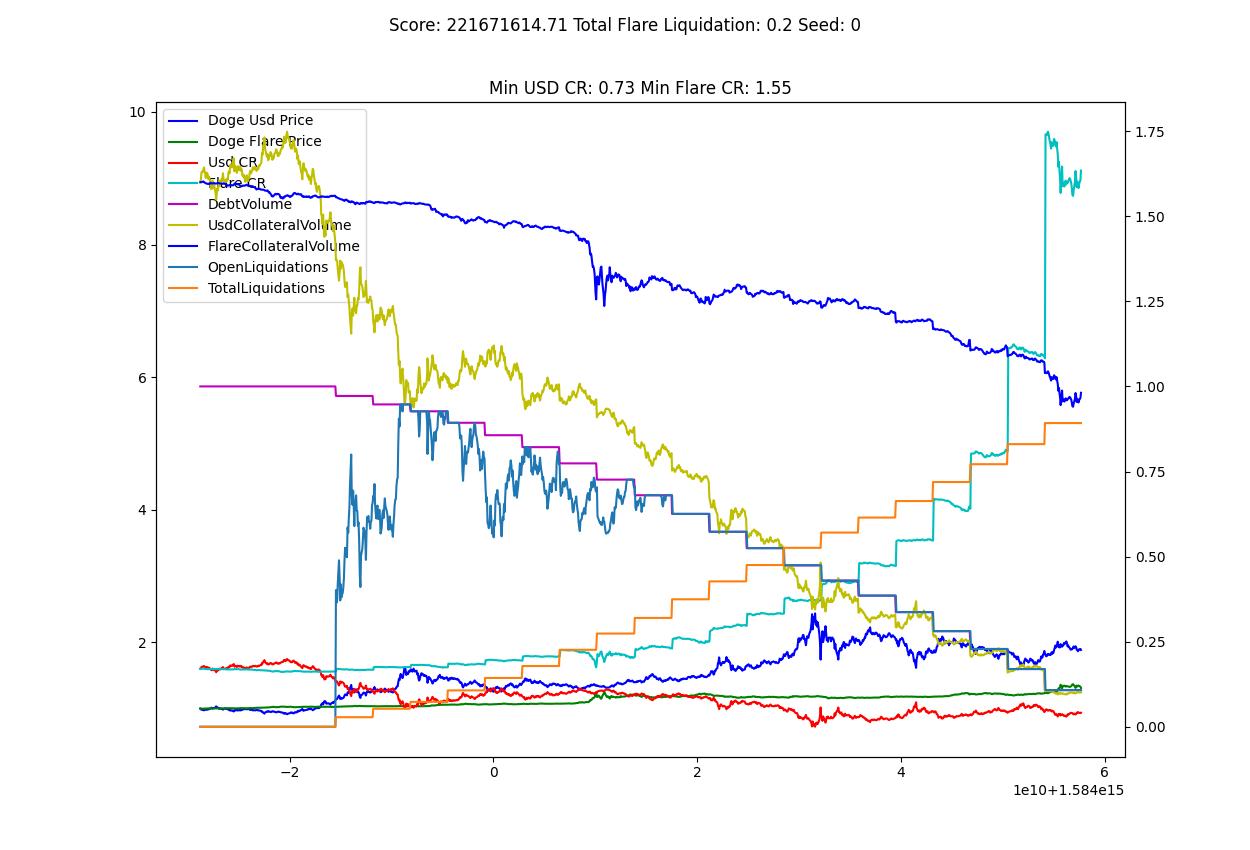 Score: 221671614.71 Total Flare Liquidation: 0.2 Seed: 0
Min USD CR: 0.73 Min Flare CR: 1.55
Doge Usd Price
Doge Flare Price
Usd CR
Flare CR
DebtVolume
UsdCollateralVolume
FlareCollateralVolume
OpenLiquidations
TotalLiquidations
10
8
6
4
2
1.75
1.50
1.25
1.00
0.75
0.50
0.25
0.00
−2
0
2
4
6
1e10+1.584e15